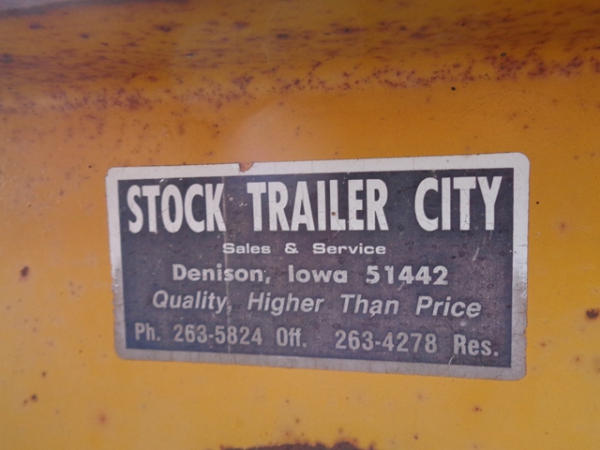 STOCK TRAILER CITY
Sales & Service
Denison, Iowa 51442
Quality, Higher Than Price
Ph. 263-5824 Off. 263-4278 Res.